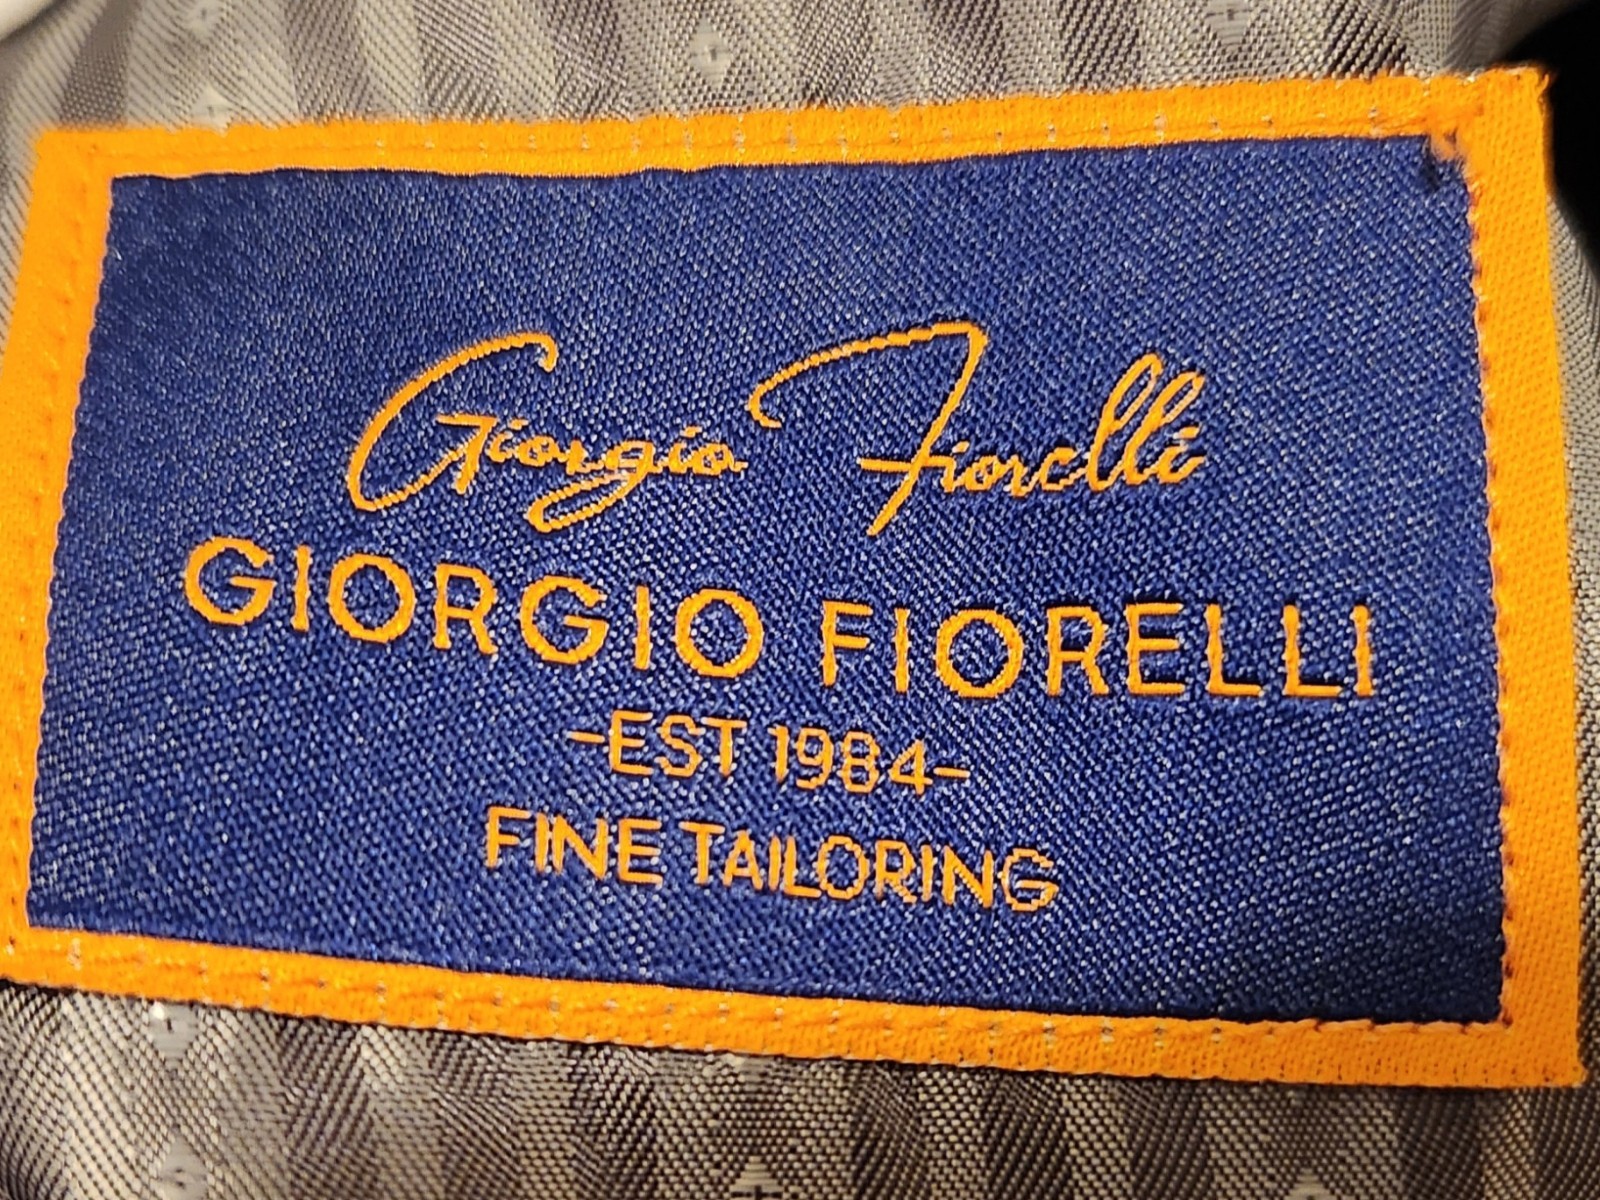 Giorgio Fiorelli
GIORGIO FIORELLI
-EST 1984-
FINE TAILORING